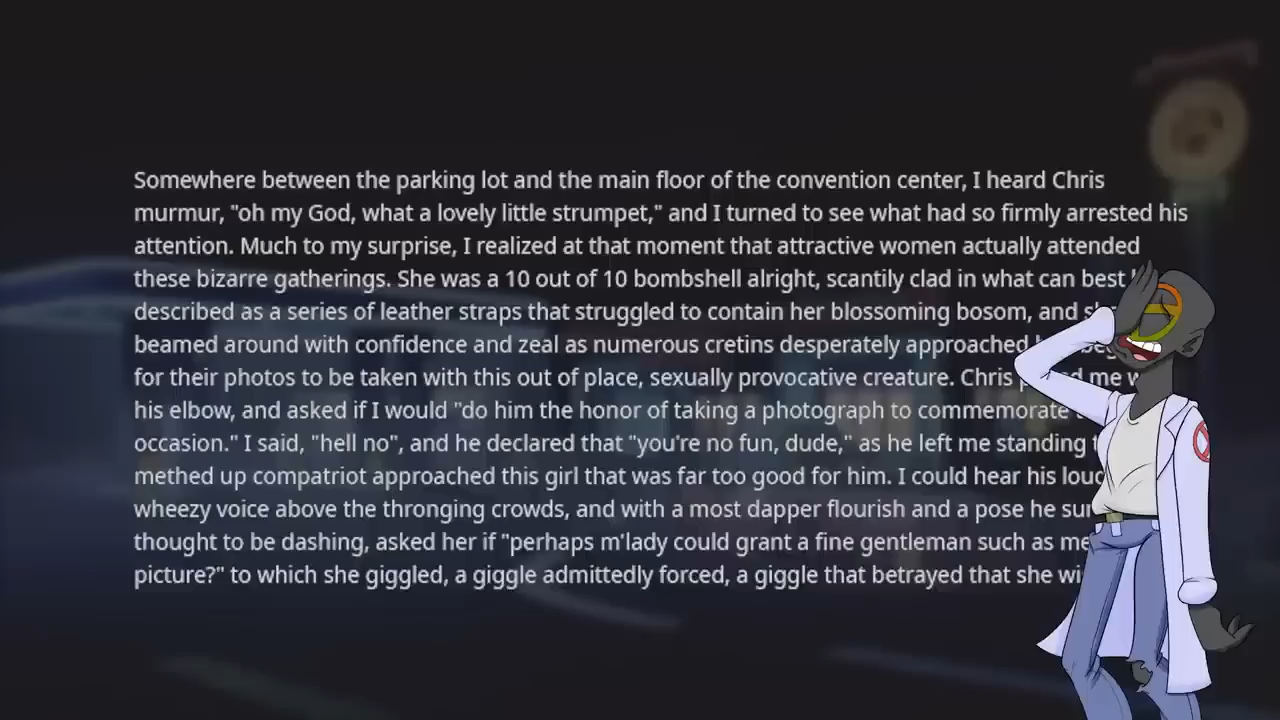 Somewhere between the parking lot and the main floor of the convention center, I heard Chris
murmur, "oh my God, what a lovely little strumpet," and I turned to see what had so firmly arrested his
attention. Much to my surprise, I realized at that moment that attractive women actually attended
these bizarre gatherings. She was a 10 out of 10 bombshell alright, scantily clad in what can best
described as a series of leather straps that struggled to contain her blossoming bosom, and
beamed around with confidence and zeal as numerous cretins desperately approached
for their photos to be taken with this out of place, sexually provocative creature. Chris me
his elbow, and asked if I would "do him the honor of taking a photograph to commemorate
occasion." I said, "hell no", and he declared that "you're no fun, dude," as he left me standing
methed up compatriot approached this girl that was far too good for him. I could hear his
wheezy voice above the thronging crowds, and with a most dapper flourish and a pose he
thought to be dashing, asked her if "perhaps m'lady could grant a fine gentleman such as me
picture?" to which she giggled, a giggle admittedly forced, a giggle that betrayed that she